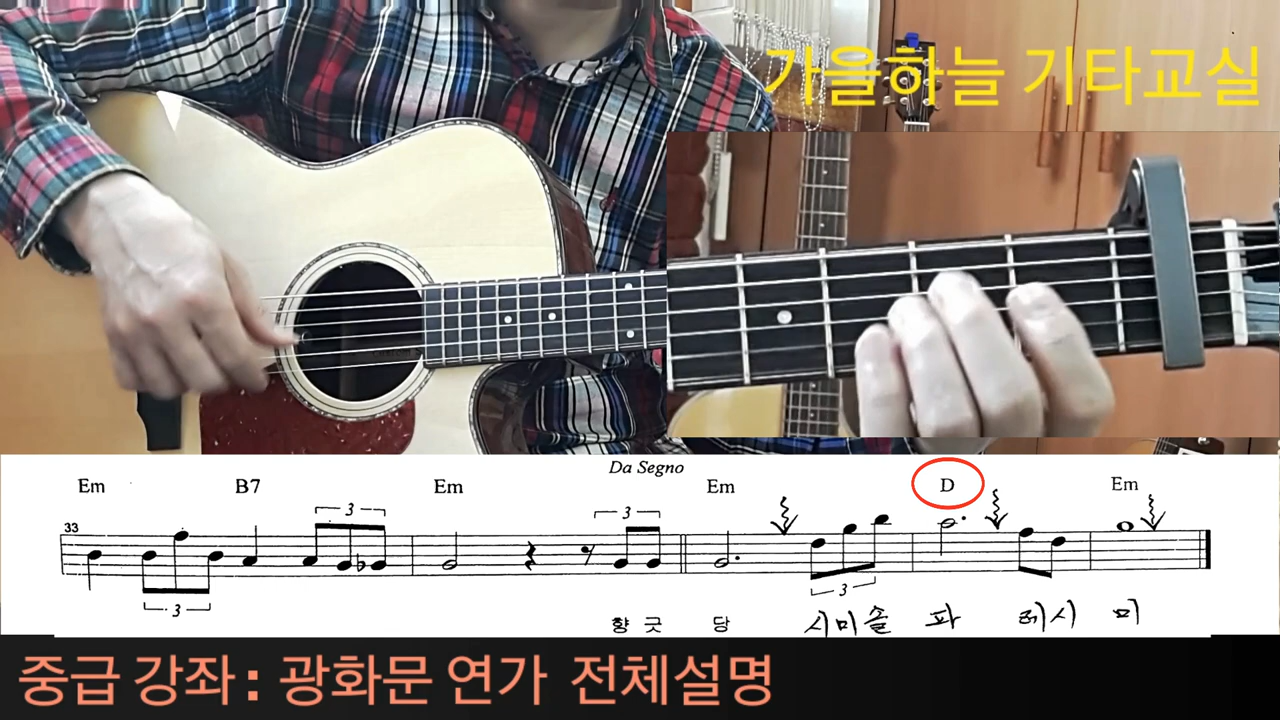 가을하늘 기타교실
Da Segno
Em B7 Em Em D Em
3 3
33
3 3
향 긋 당 시미솔 파 레시 미
중급 강좌 : 광화문 연가 전체설명